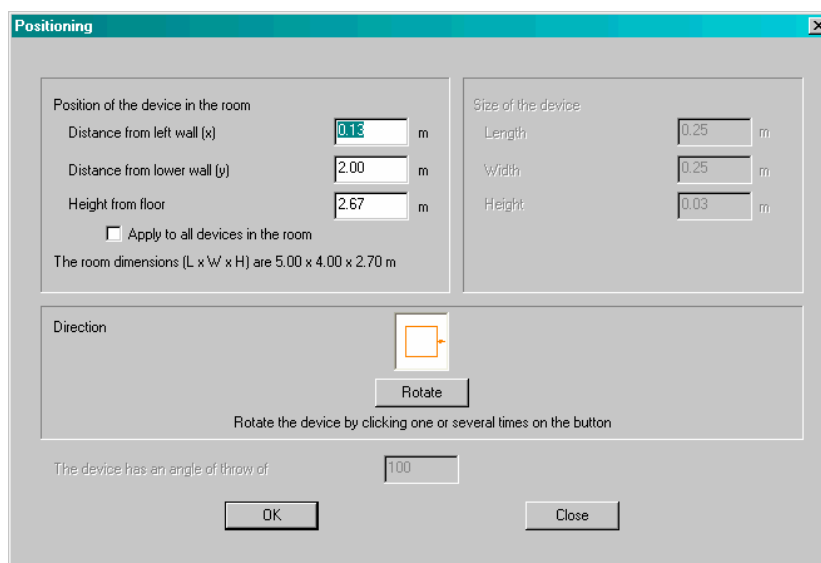 Positioning
Position of the device in the room
Distance from left wall (x) 0.13 m
Distance from lower wall (y) 2.00 m
Height from floor 2.67 m
Apply to all devices in the room
The room dimensions (L x W x H) are 5.00 x 4.00 x 2.70 m
Size of the device
Length 0.25 m
Width 0.25 m
Height 0.03 m
Direction
Rotate
Rotate the device by clicking one or several times on the button
The device has an angle of throw of 100
OK Close